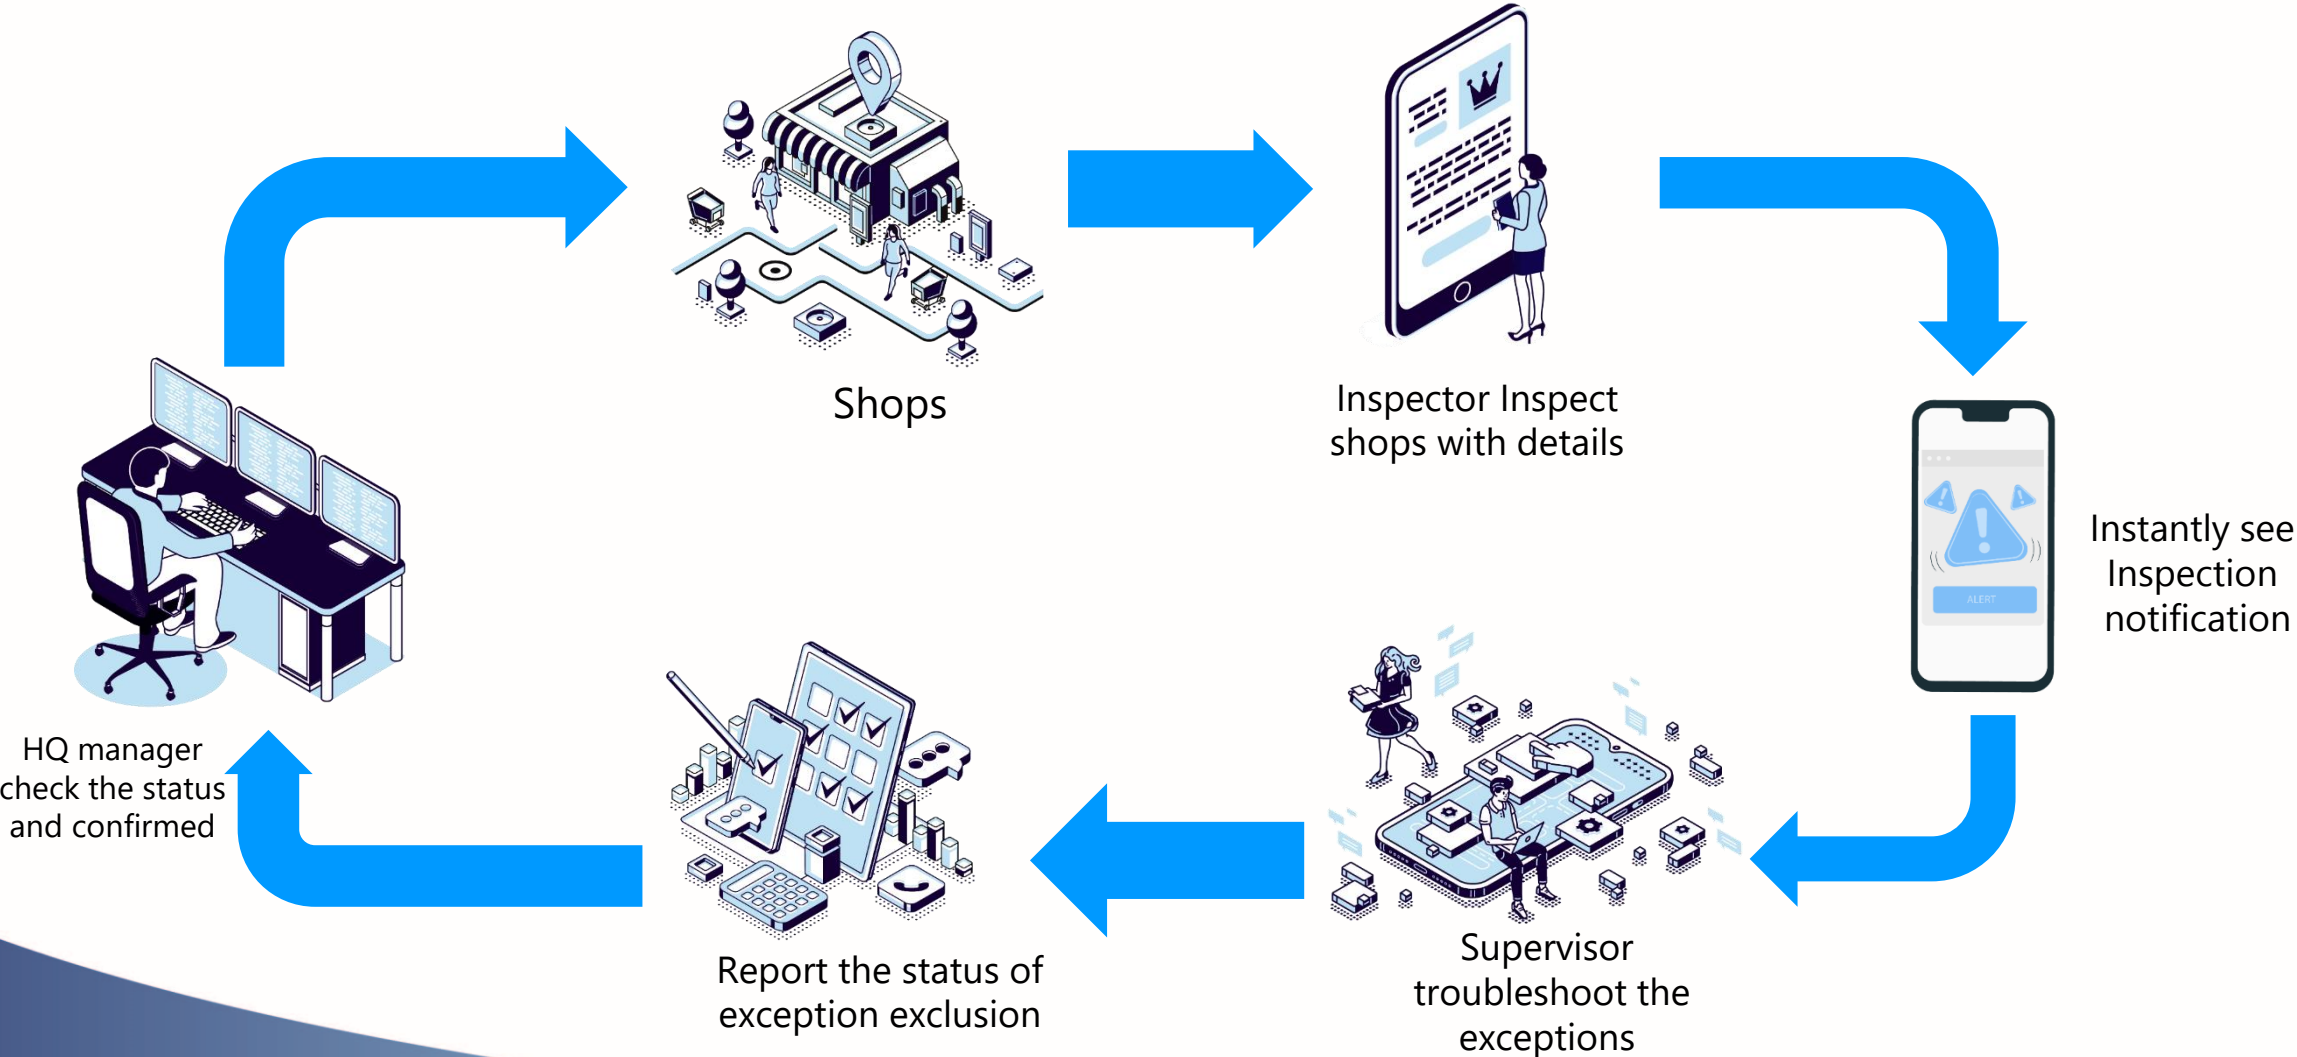 Shops
Inspector Inspect
shops with details
ALERT
Instantly see
Inspection
notification
Supervisor
troubleshoot the
exceptions
Report the status of
exception exclusion
HQ manager
check the status
and confirmed